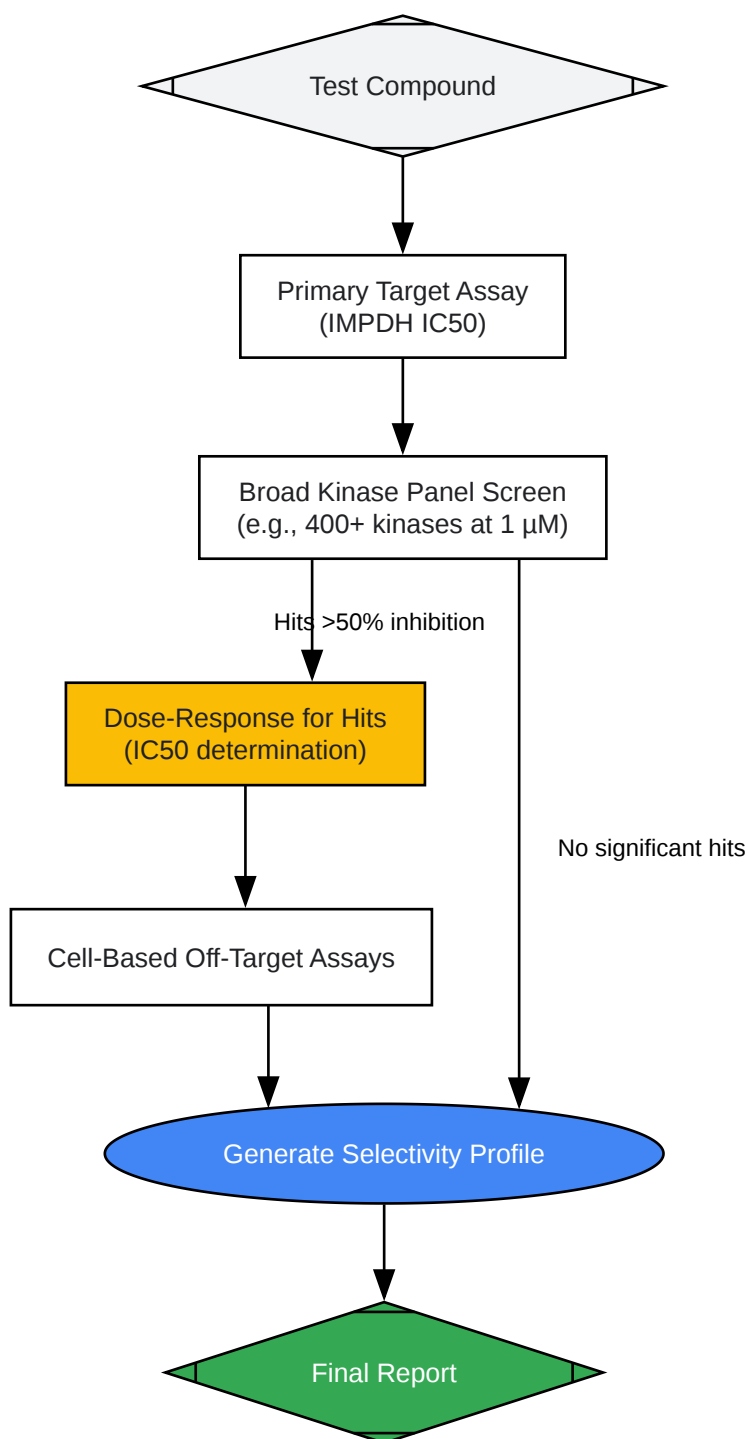 Test Compound
Primary Target Assay
(IMPDH IC50)
Broad Kinase Panel Screen
(e.g., 400+ kinases at 1 µM)
Hits >50% inhibition
Dose-Response for Hits
(IC50 determination)
No significant hits
Cell-Based Off-Target Assays
Generate Selectivity Profile
Final Report